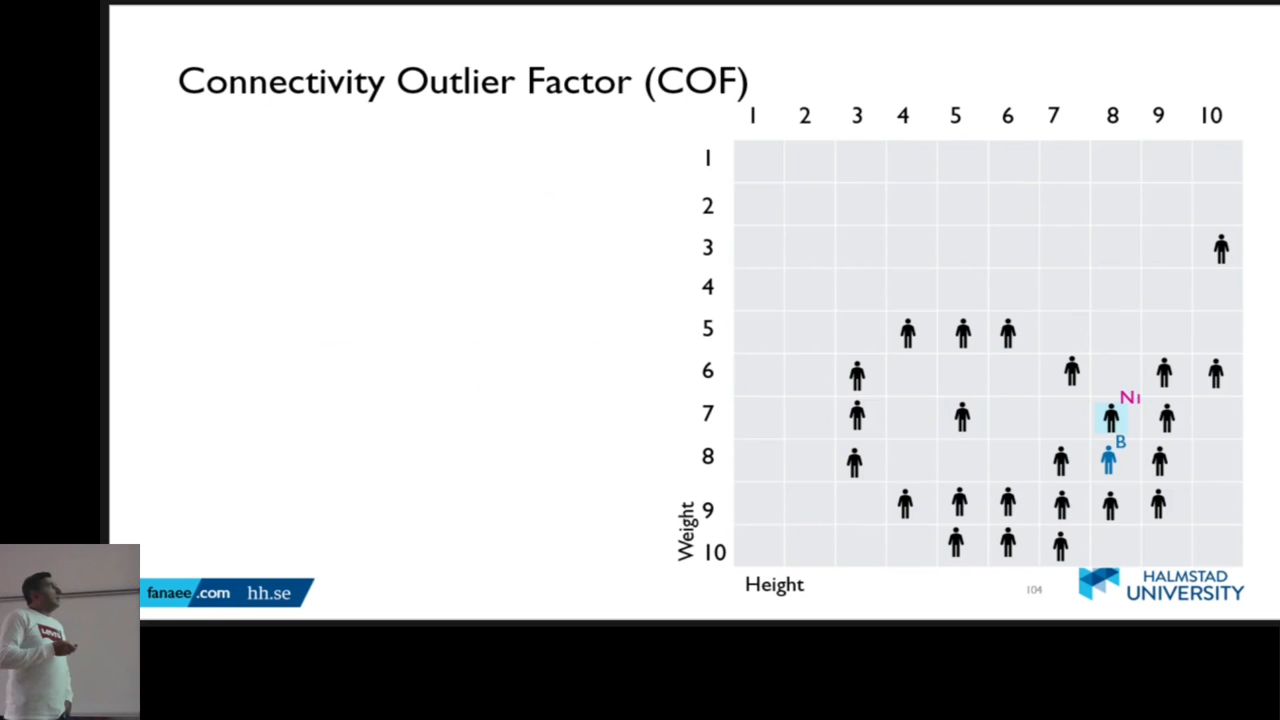 Connectivity Outlier Factor (COF)
1 2 3 4 5 6 7 8 9 10
1
2
3
4
5
6
N1
7
B
8
9
10
Weight
Height
fanaee.com hh.se
104
HALMSTAD
UNIVERSITY
LEVI'S